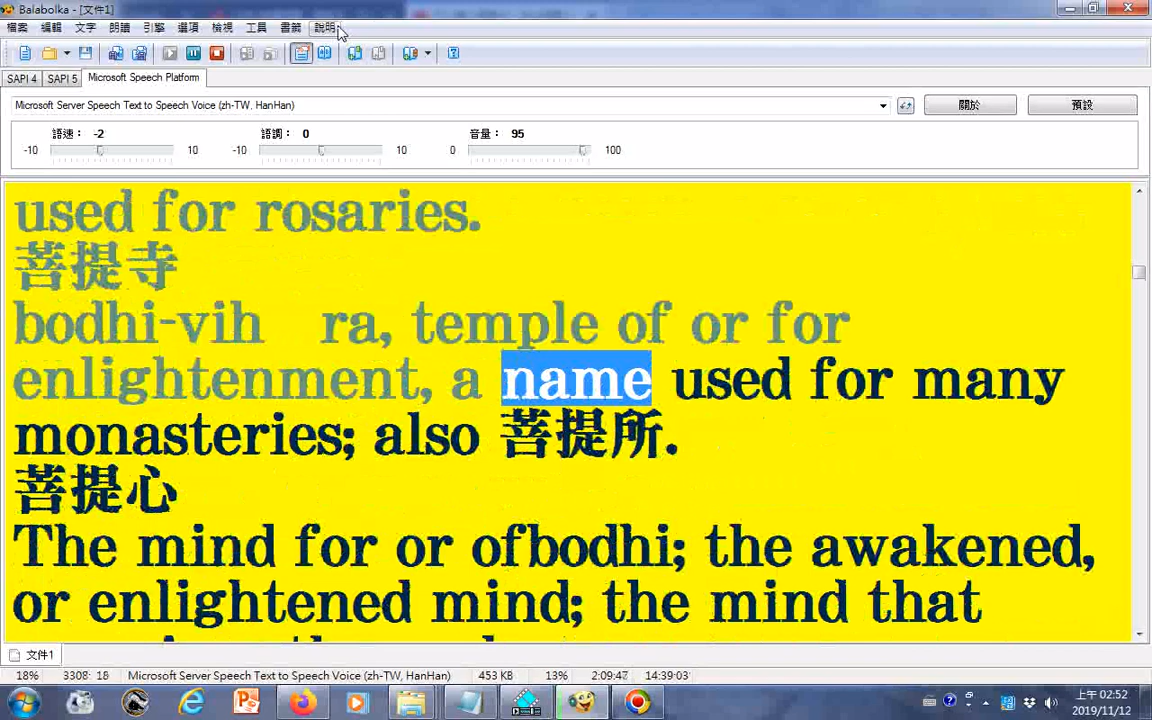 Balabolka - [文件1]
檔案 編輯 文字 朗讀 引擎 選項 檢視 工具 書籤 說明
SAPI 4 SAPI 5 Microsoft Speech Platform
Microsoft Server Speech Text to Speech Voice (zh-TW, HanHan) 關於 預設
語速： -2 語調： 0 音量： 95
-10 10 -10 10 0 100
used for rosaries.
菩提寺
bodhi-vih ra, temple of or for
enlightenment, a name used for many
monasteries; also 菩提所.
菩提心
The mind for or ofbodhi; the awakened,
or enlightened mind; the mind that
文件1
18% 3308: 18 Microsoft Server Speech Text to Speech Voice (zh-TW, HanHan) 453 KB 13% 2:09:47 14:39:03
上午 02:52
2019/11/12